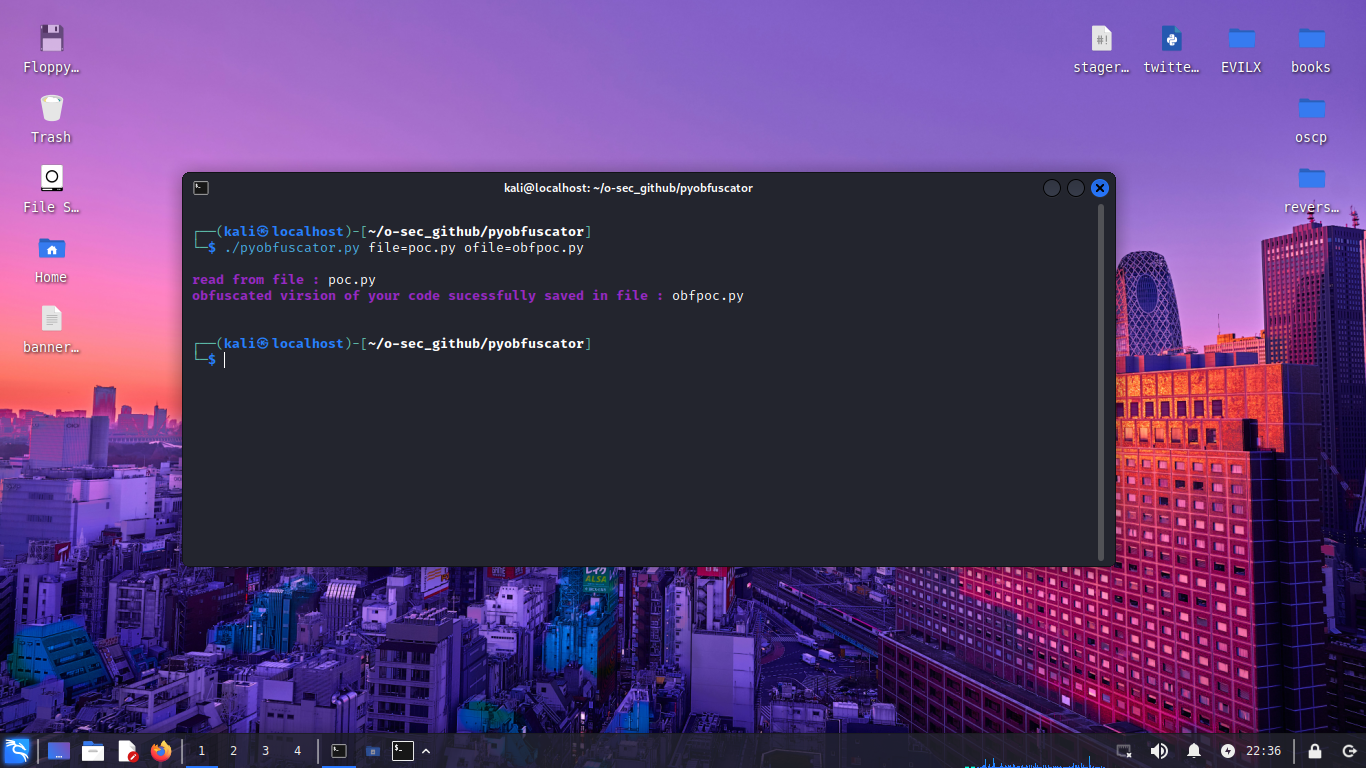 Floppy…
Trash
File S…
Home
banner…
#!
stager…
twitte…
EVILX
books
oscp
revers…
kali@localhost: ~/o-sec_github/pyobfuscator
┌──(kali㉿localhost)-[~/o-sec_github/pyobfuscator]
└─$ ./pyobfuscator.py file=poc.py ofile=obfpoc.py
read from file : poc.py
obfuscated virsion of your code sucessfully saved in file : obfpoc.py
┌──(kali㉿localhost)-[~/o-sec_github/pyobfuscator]
└─$
ALSA
1 2 3 4
22:36